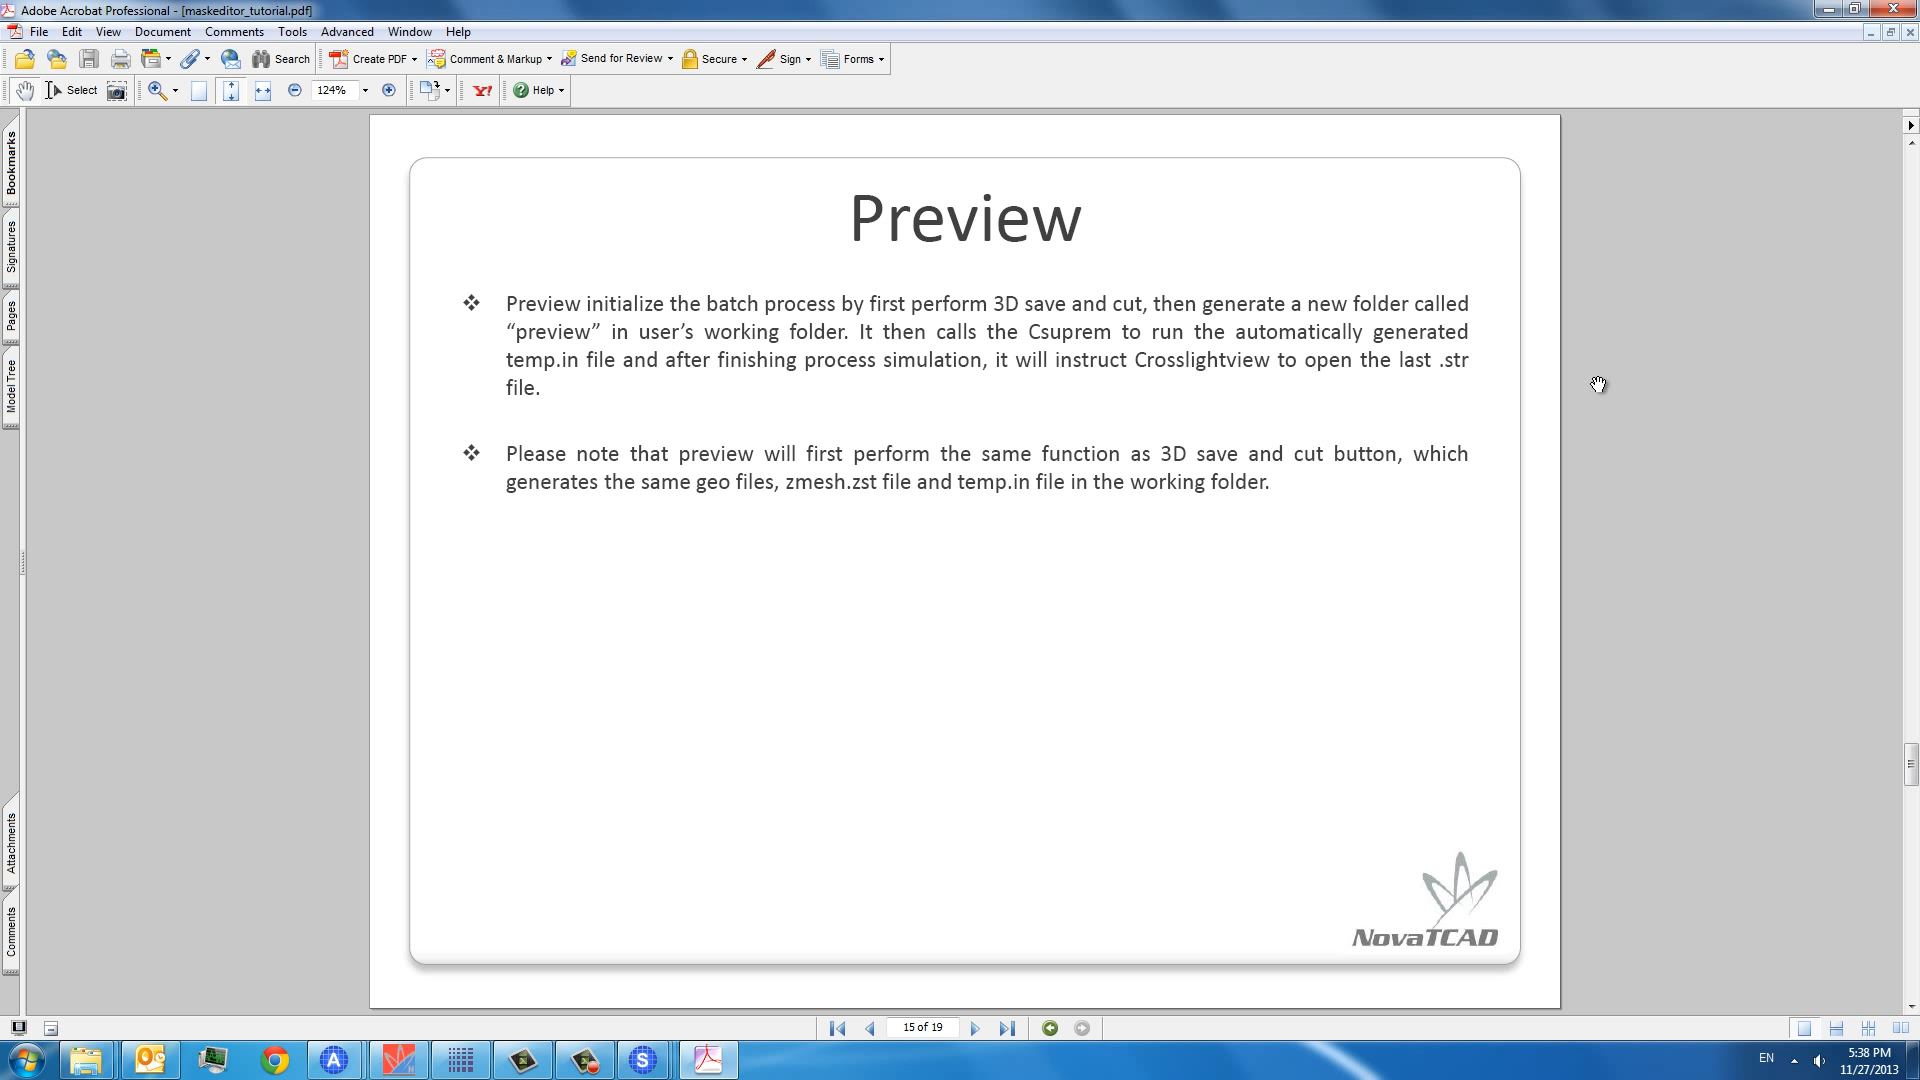 Adobe Acrobat Professional - [maskeditor_tutorial.pdf]
File Edit View Document Comments Tools Advanced Window Help
Search Create PDF Comment & Markup Send for Review Secure Sign Forms
Select 124% Y! Help
Bookmarks
Signatures
Pages
Model Tree
Attachments
Comments
Preview
❖ Preview initialize the batch process by first perform 3D save and cut, then generate a new folder called
“preview” in user’s working folder. It then calls the Csuprem to run the automatically generated
temp.in file and after finishing process simulation, it will instruct Crosslightview to open the last .str
file.
❖ Please note that preview will first perform the same function as 3D save and cut button, which
generates the same geo files, zmesh.zst file and temp.in file in the working folder.
NovaTCAD
15 of 19
EN
5:38 PM
11/27/2013